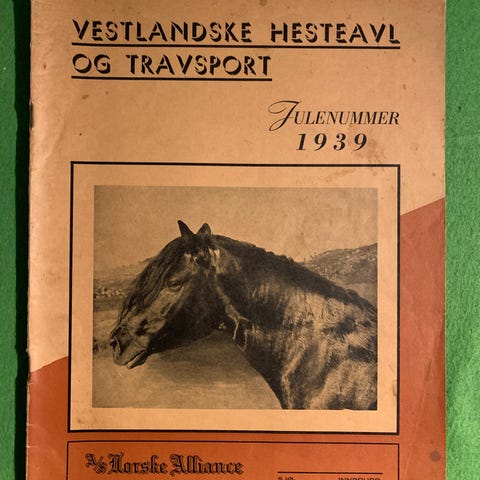 VESTLANDSKE HESTEAVL
OG TRAVSPORT
JULENUMMER
1939
A/S Norske Alliance